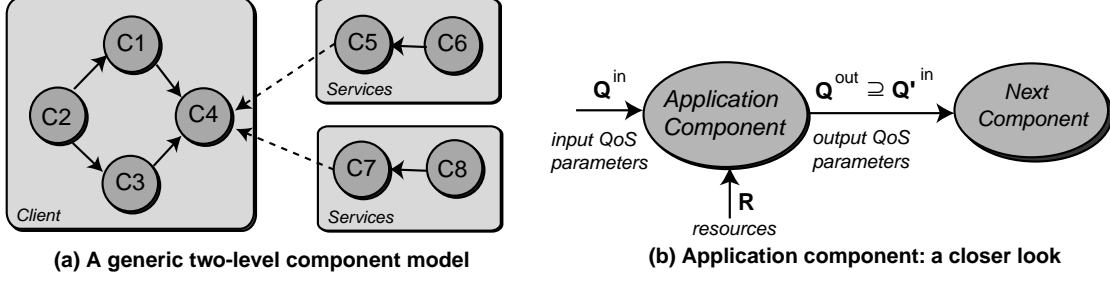 C1
C2
C3
C4
Client
C5
C6
Services
C7
C8
Services
(a) A generic two-level component model
Q^in
input QoS
parameters
Application
Component
R
resources
Q^out ⊇ Q'^in
output QoS
parameters
Next
Component
(b) Application component: a closer look